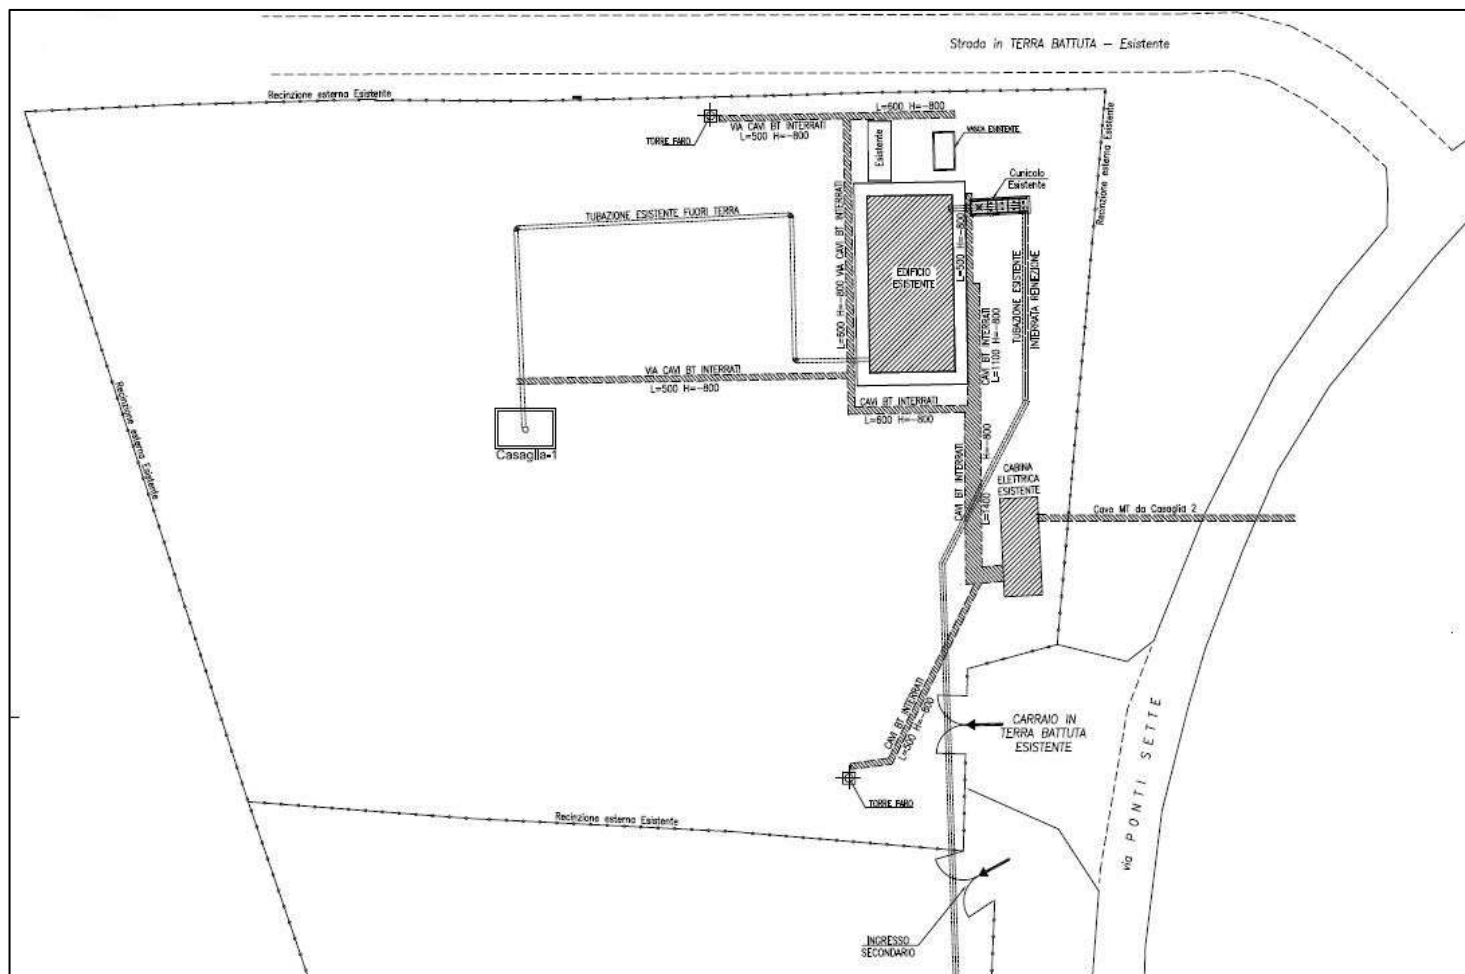 Strada in TERRA BATTUTA – Esistente
Recinzione esterna Esistente
L=600 H=-800
VIA CAVI BT INTERRATI
L=500 H=-800
TORRE FARO
Esistente
VASCA ESISTENTE
Cunicolo
Esistente
Recinzione esterna Esistente
TUBAZIONE ESISTENTE FUORI TERRA
L=600 H=-800 VIA CAVI BT INTERRATI
EDIFICIO
ESISTENTE
L=500 H=-800
TUBAZIONE ESISTENTE
INTERRATA REINIEZIONE
CAVI BT INTERRATI
L=1100 H=-800
VIA CAVI BT INTERRATI
L=500 H=-800
CAVI BT INTERRATI
L=600 H=-800
Recinzione esterna Esistente
Casaglia-1
CAVI BT INTERRATI
L=1400 H=-800
CABINA
ELETTRICA
ESISTENTE
Cavo MT da Casaglia 2
CAVI BT INTERRATI
L=500 H=-800
CARRAIO IN
TERRA BATTUTA
ESISTENTE
via PONTI SETTE
TORRE FARO
Recinzione esterna Esistente
INGRESSO
SECONDARIO